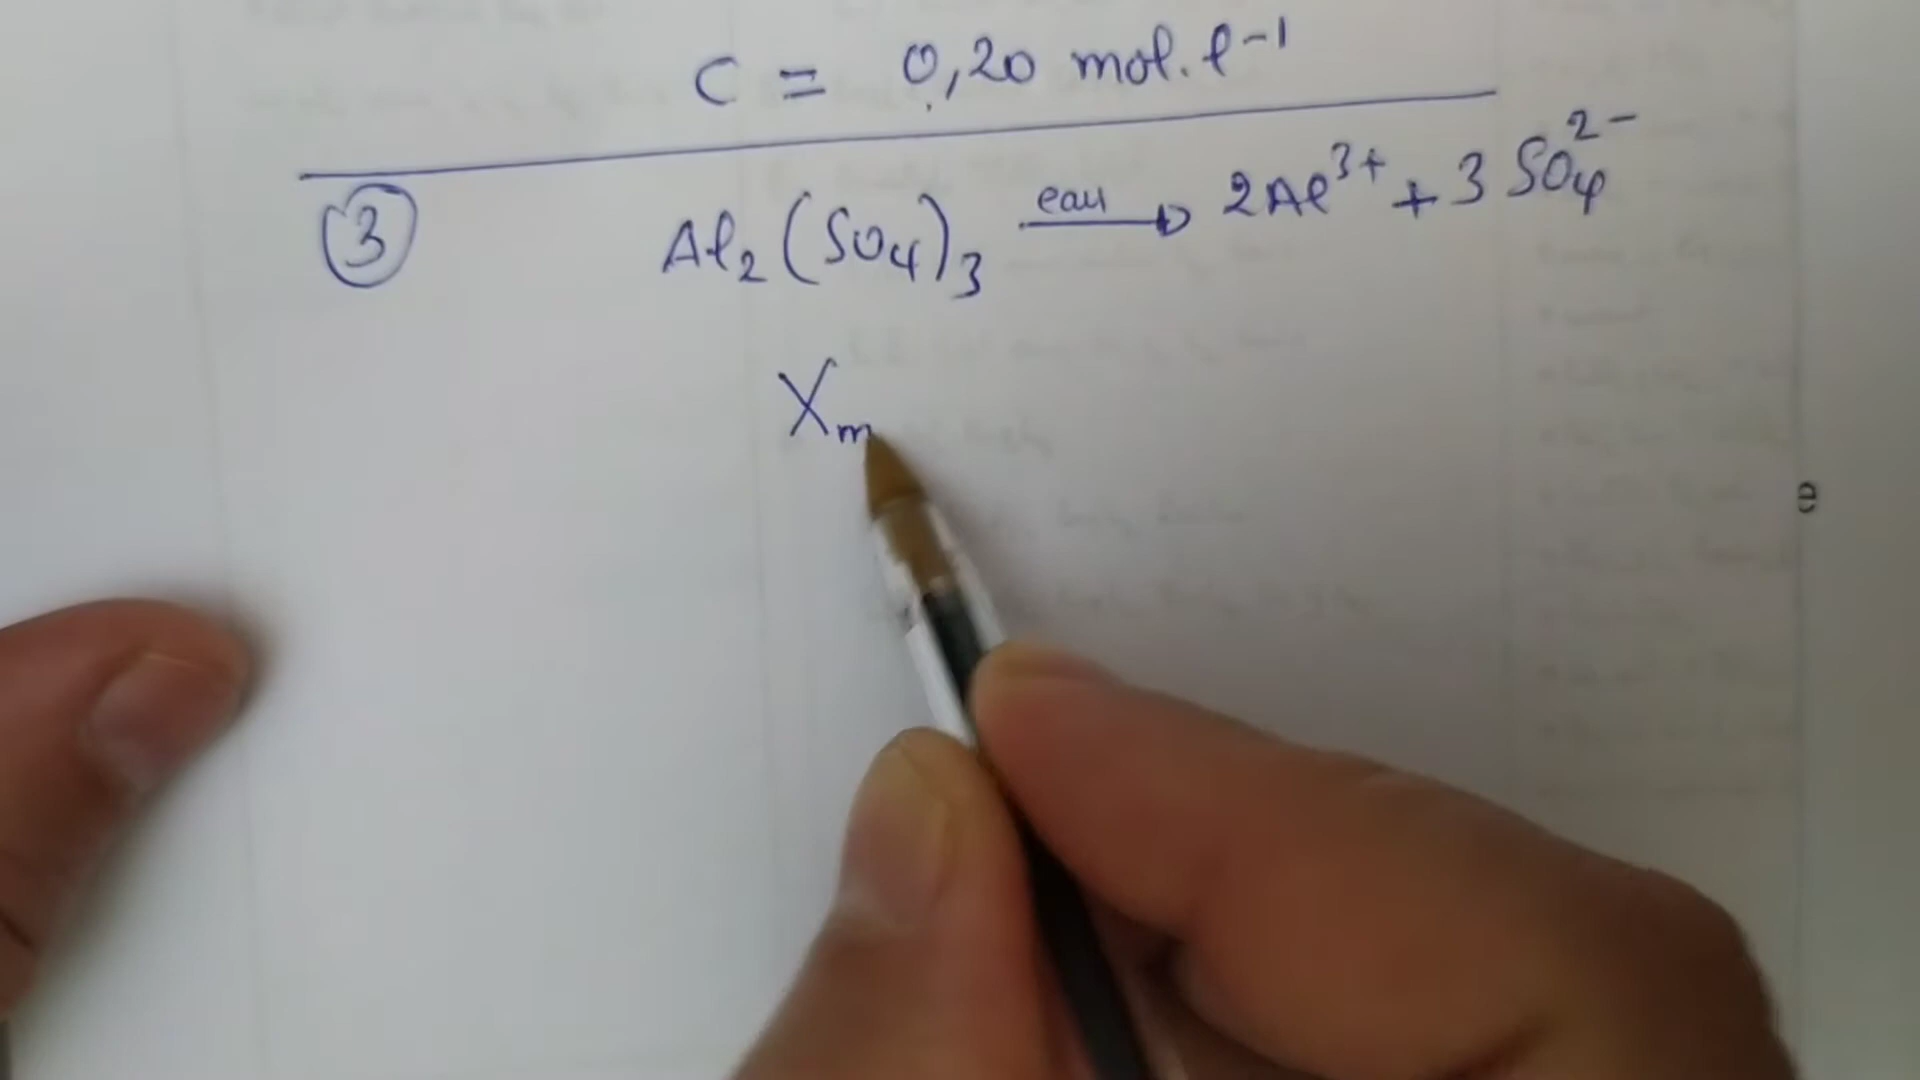 C = 0,20 mol.l⁻¹
③ Al₂(SO₄)₃ eau→ 2Al³⁺ + 3SO₄²⁻
Xm
e